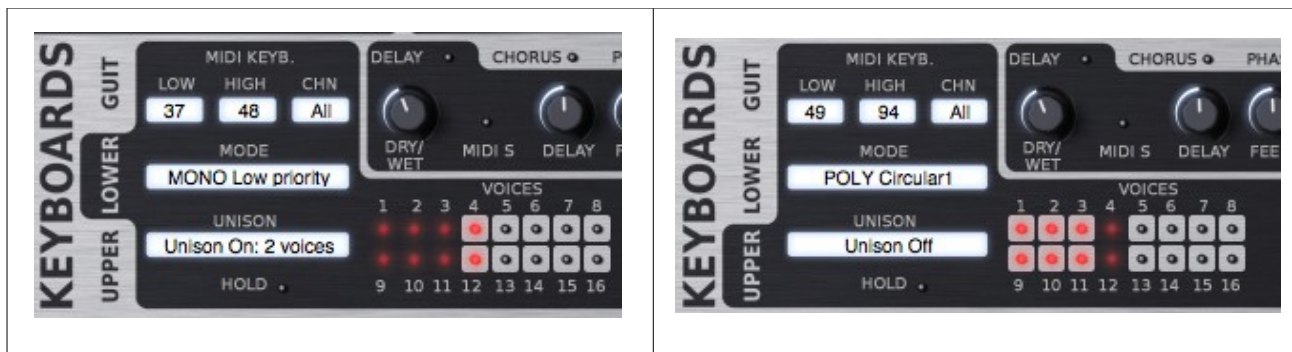 KEYBOARDS
GUIT
LOWER
UPPER
MIDI KEYB.
LOW HIGH CHN
37 48 All
MODE
MONO Low priority
UNISON
Unison On: 2 voices
HOLD
DELAY CHORUS P
DRY/
WET MIDI S DELAY F
VOICES
1 2 3 4 5 6 7 8
9 10 11 12 13 14 15 16
KEYBOARDS
GUIT
LOWER
UPPER
MIDI KEYB.
LOW HIGH CHN
49 94 All
MODE
POLY Circular1
UNISON
Unison Off
HOLD
DELAY CHORUS PHA
DRY/
WET MIDI S DELAY FEE
VOICES
1 2 3 4 5 6 7 8
9 10 11 12 13 14 15 16